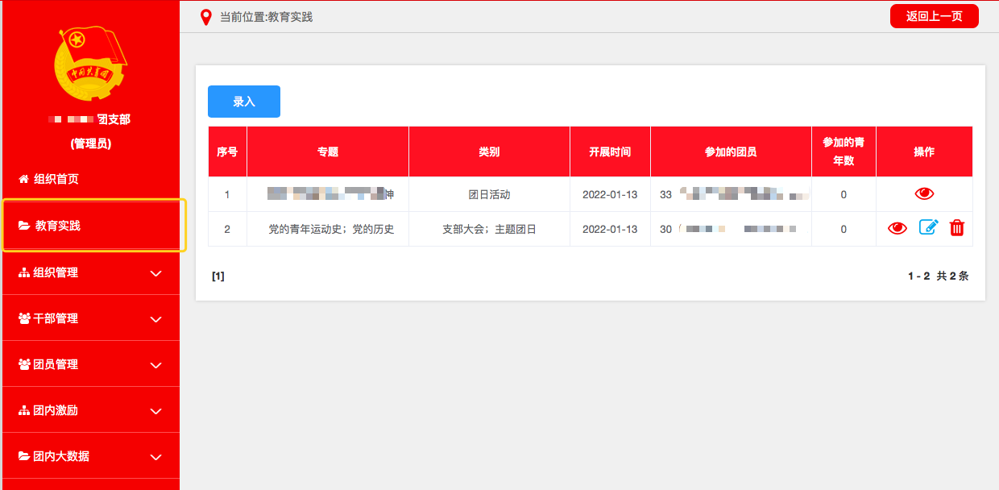 当前位置:教育实践
返回上一页
中国共青团
团支部
(管理员)
组织首页
教育实践
组织管理
干部管理
团员管理
团内激励
团内大数据
录入
序号 专题 类别 开展时间 参加的团员 参加的青年数 操作
1 神 团日活动 2022-01-13 33 0
2 党的青年运动史；党的历史 支部大会；主题团日 2022-01-13 30 0
[1]
1 - 2 共 2 条